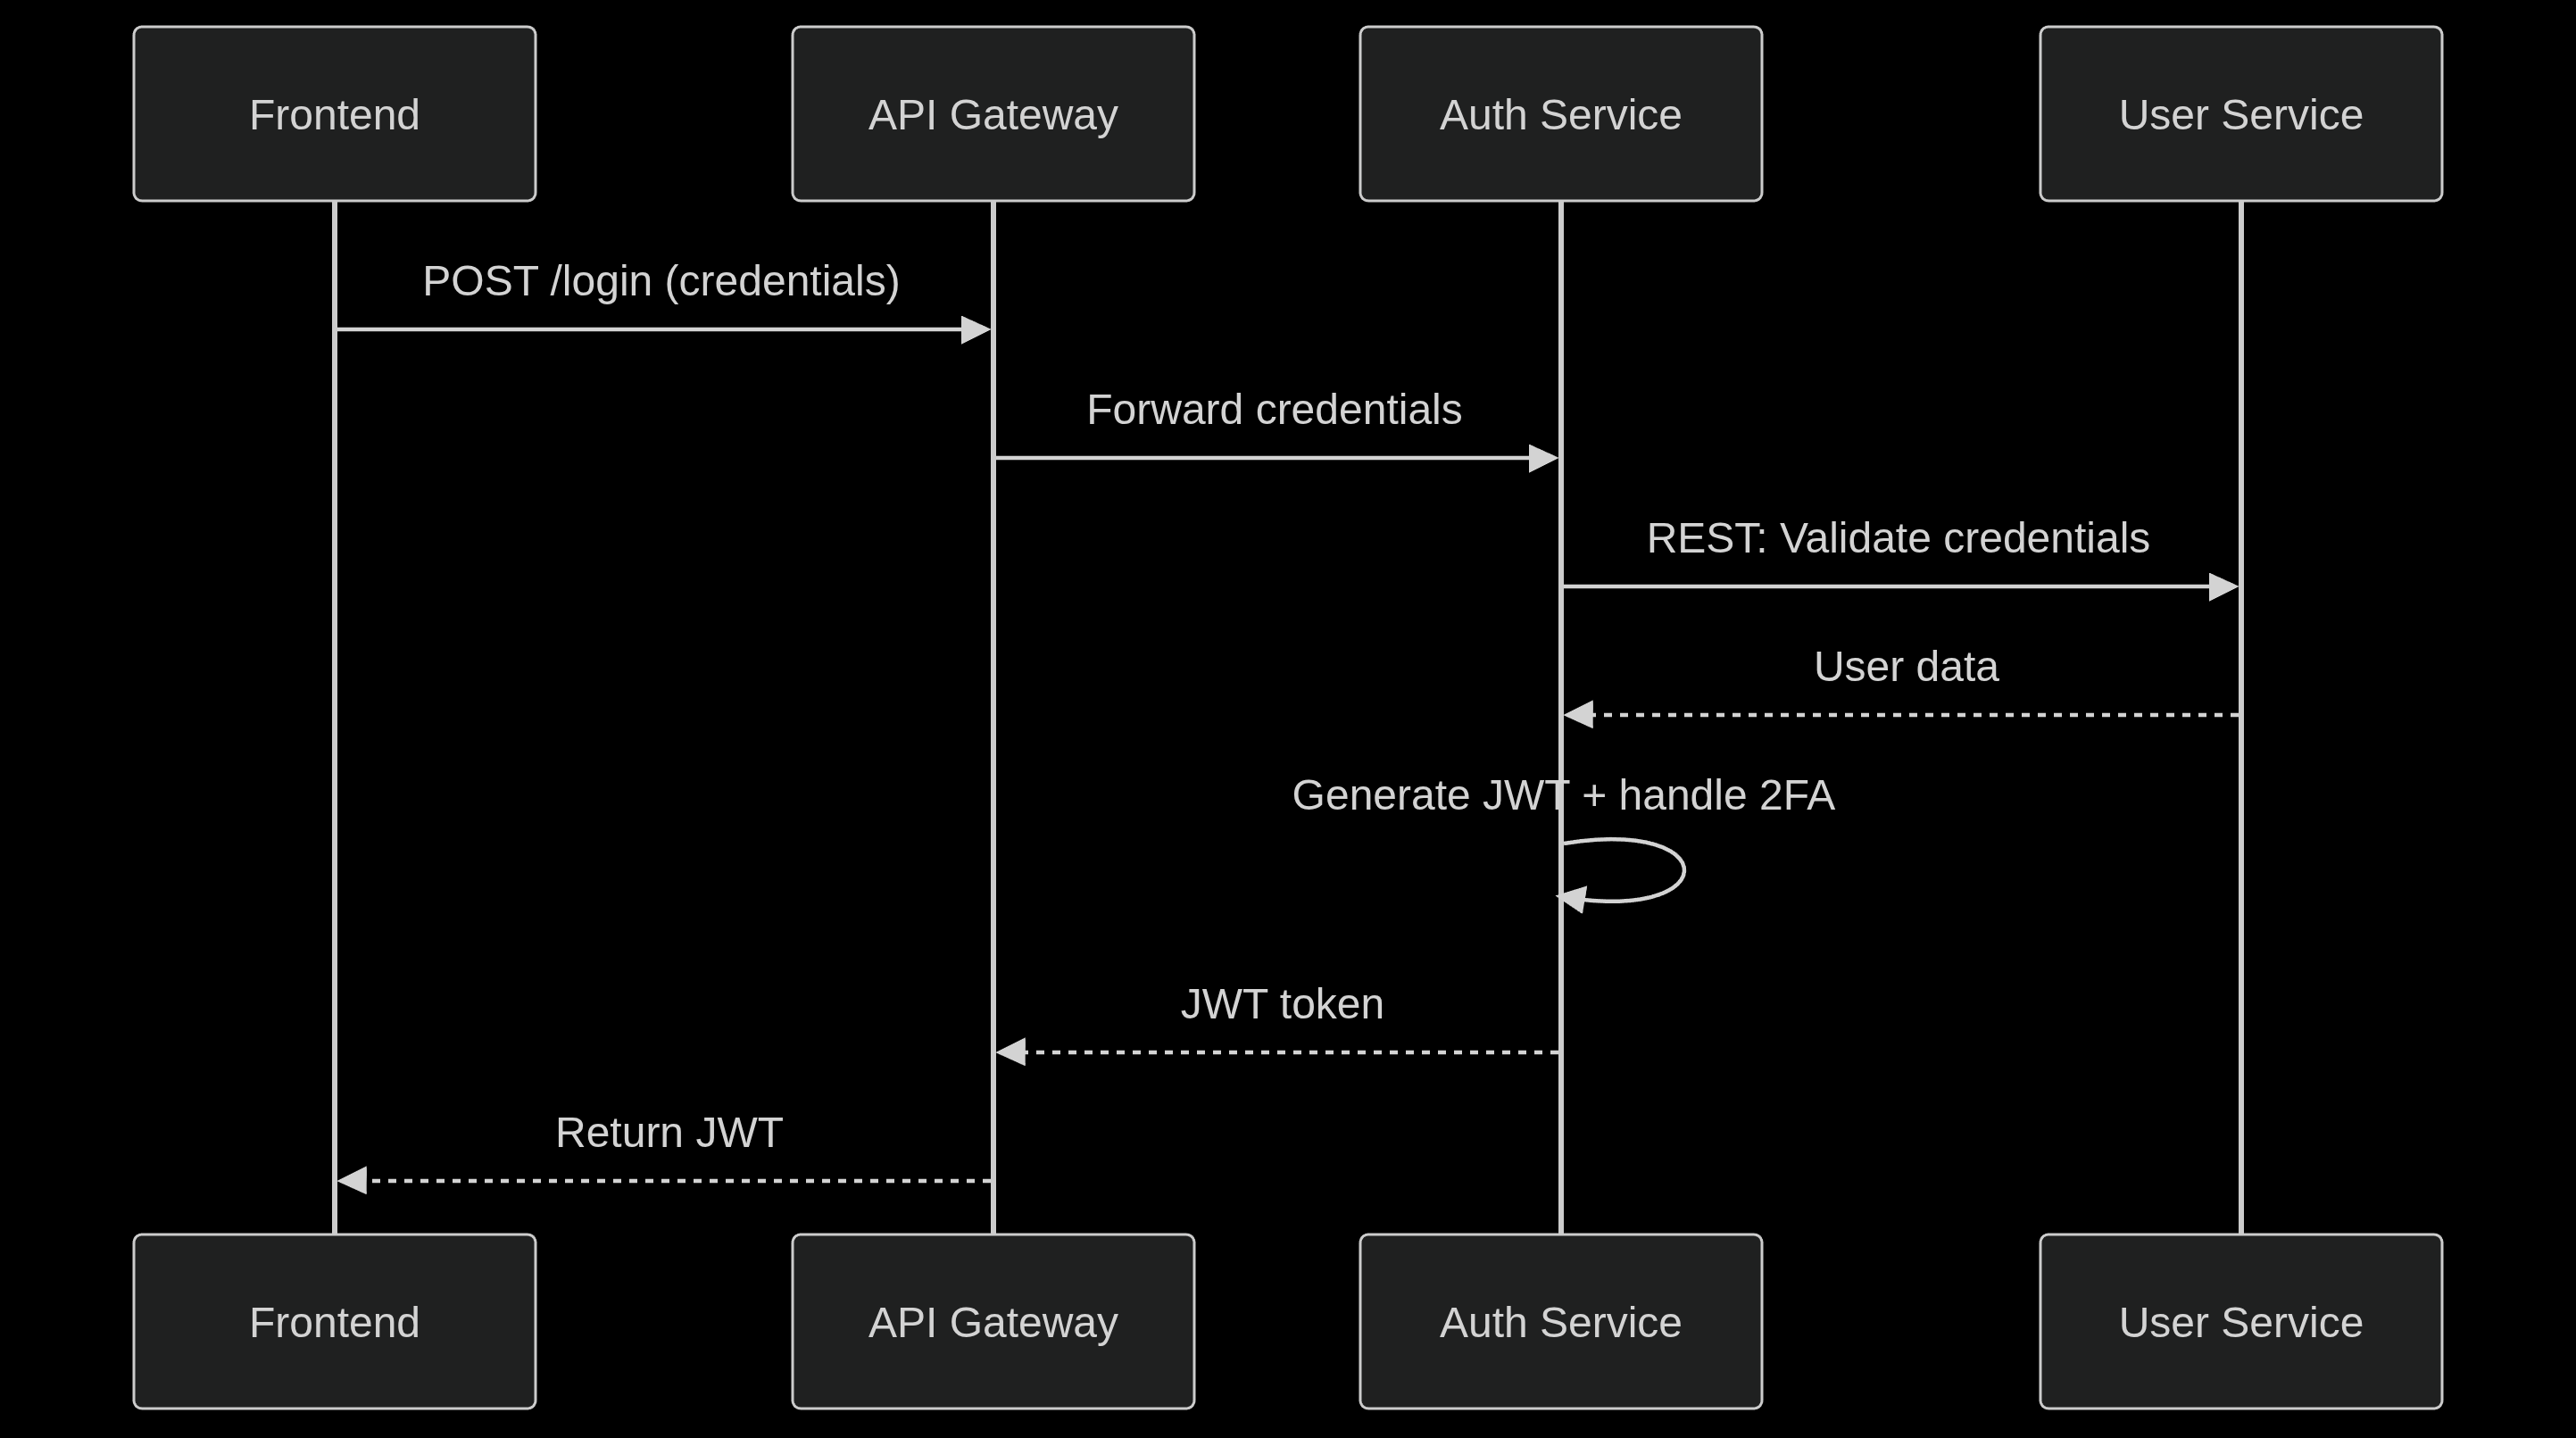 Frontend
API Gateway
Auth Service
User Service
POST /login (credentials)
Forward credentials
REST: Validate credentials
User data
Generate JWT + handle 2FA
JWT token
Return JWT
Frontend
API Gateway
Auth Service
User Service